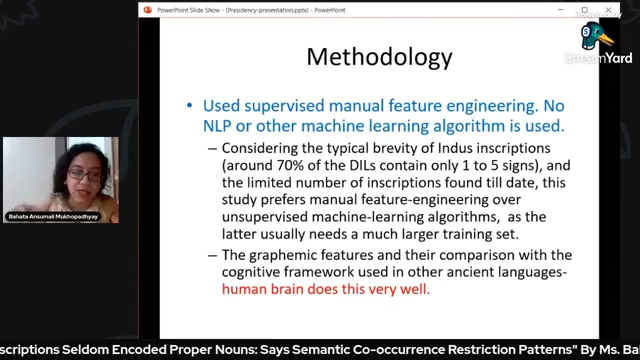 PowerPoint Slide Show - [Presidency-presentation.pptx] - PowerPoint
StreamYard
Methodology
• Used supervised manual feature engineering. No
NLP or other machine learning algorithm is used.
– Considering the typical brevity of Indus inscriptions
(around 70% of the DILs contain only 1 to 5 signs), and
the limited number of inscriptions found till date, this
study prefers manual feature-engineering over
unsupervised machine-learning algorithms, as the
latter usually needs a much larger training set.
– The graphemic features and their comparison with the
cognitive framework used in other ancient languages-
human brain does this very well.
Bahata Ansumali Mukhopadhyay
scriptions Seldom Encoded Proper Nouns: Says Semantic Co-occurrence Restriction Patterns" By Ms. Ba